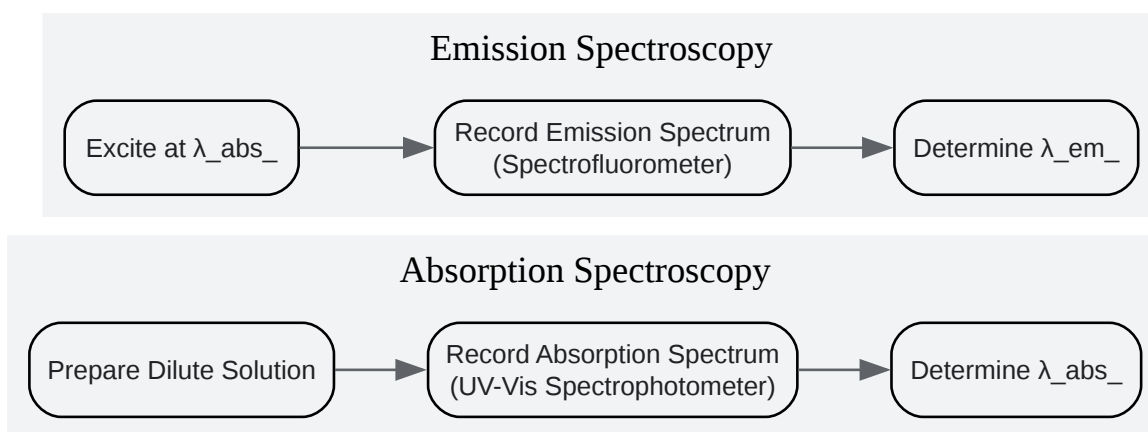 Emission Spectroscopy
Excite at λ_abs_
Record Emission Spectrum
(Spectrofluorometer)
Determine λ_em_
Absorption Spectroscopy
Prepare Dilute Solution
Record Absorption Spectrum
(UV-Vis Spectrophotometer)
Determine λ_abs_